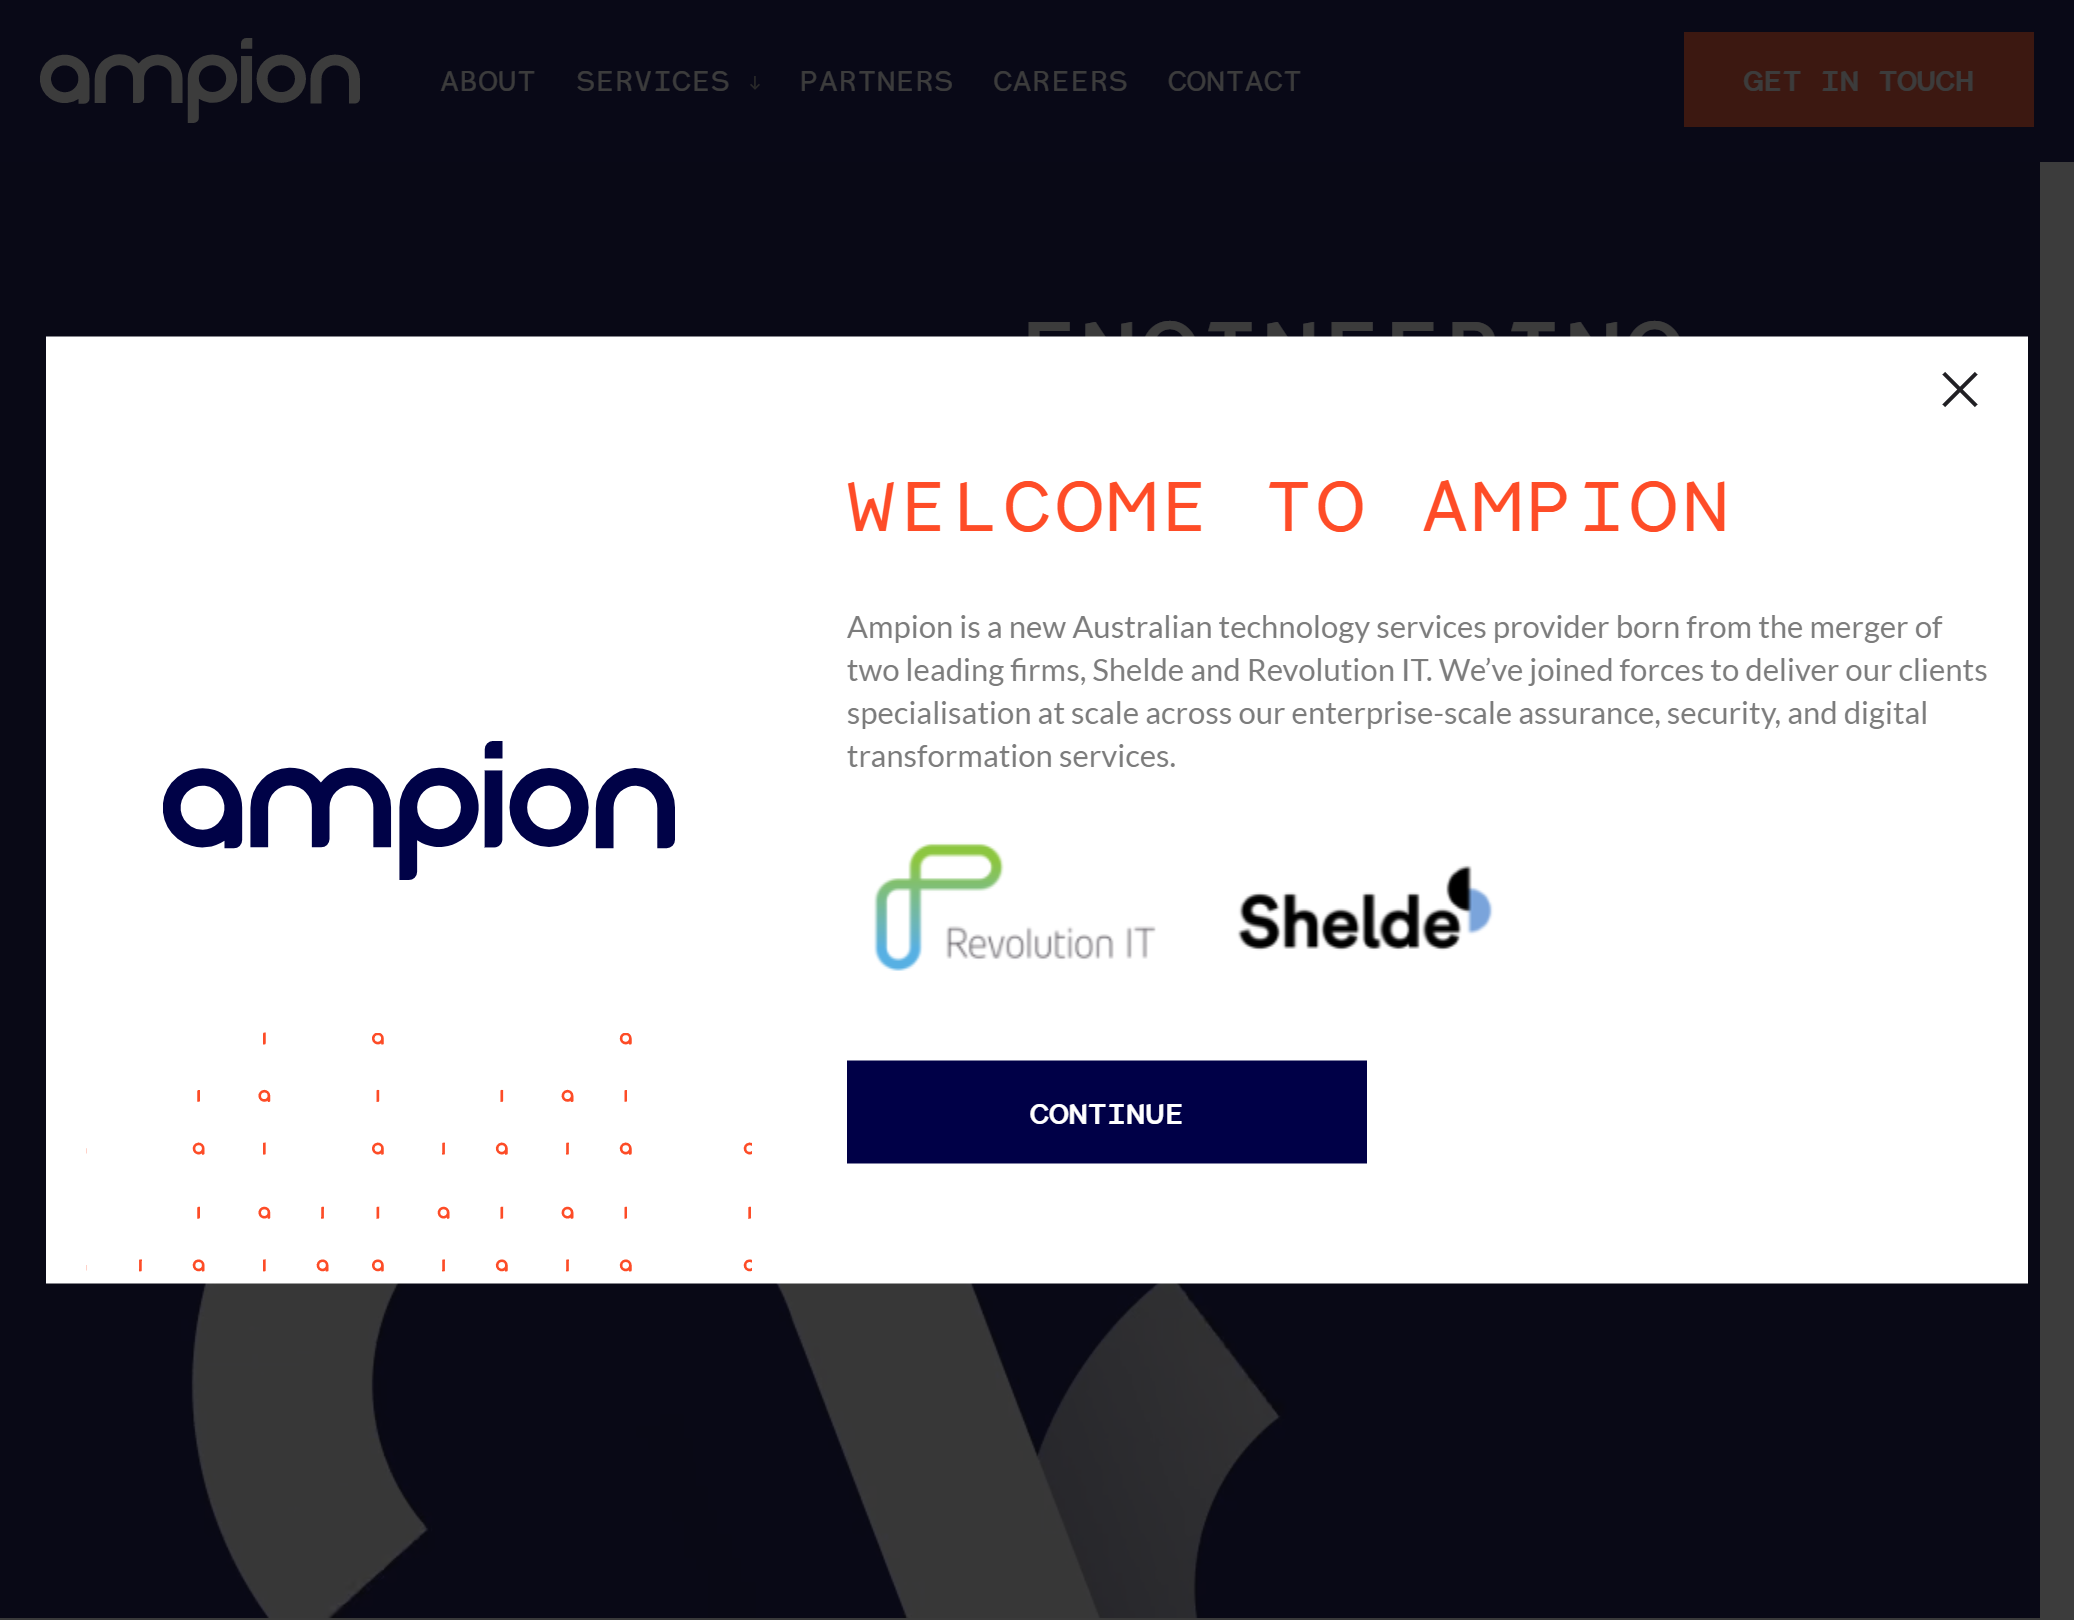 ampion
ABOUT SERVICES ↓ PARTNERS CAREERS CONTACT
GET IN TOUCH
ENGINEERING
WELCOME TO AMPION
Ampion is a new Australian technology services provider born from the merger of
two leading firms, Shelde and Revolution IT. We’ve joined forces to deliver our clients
specialisation at scale across our enterprise-scale assurance, security, and digital
transformation services.
ampion
Revolution IT
Shelde
CONTINUE
ı a a
ı a ı ı a ı
a ı a ı a ı a
ı a ı ı a ı a ı ı
ı a ı a a ı a ı a